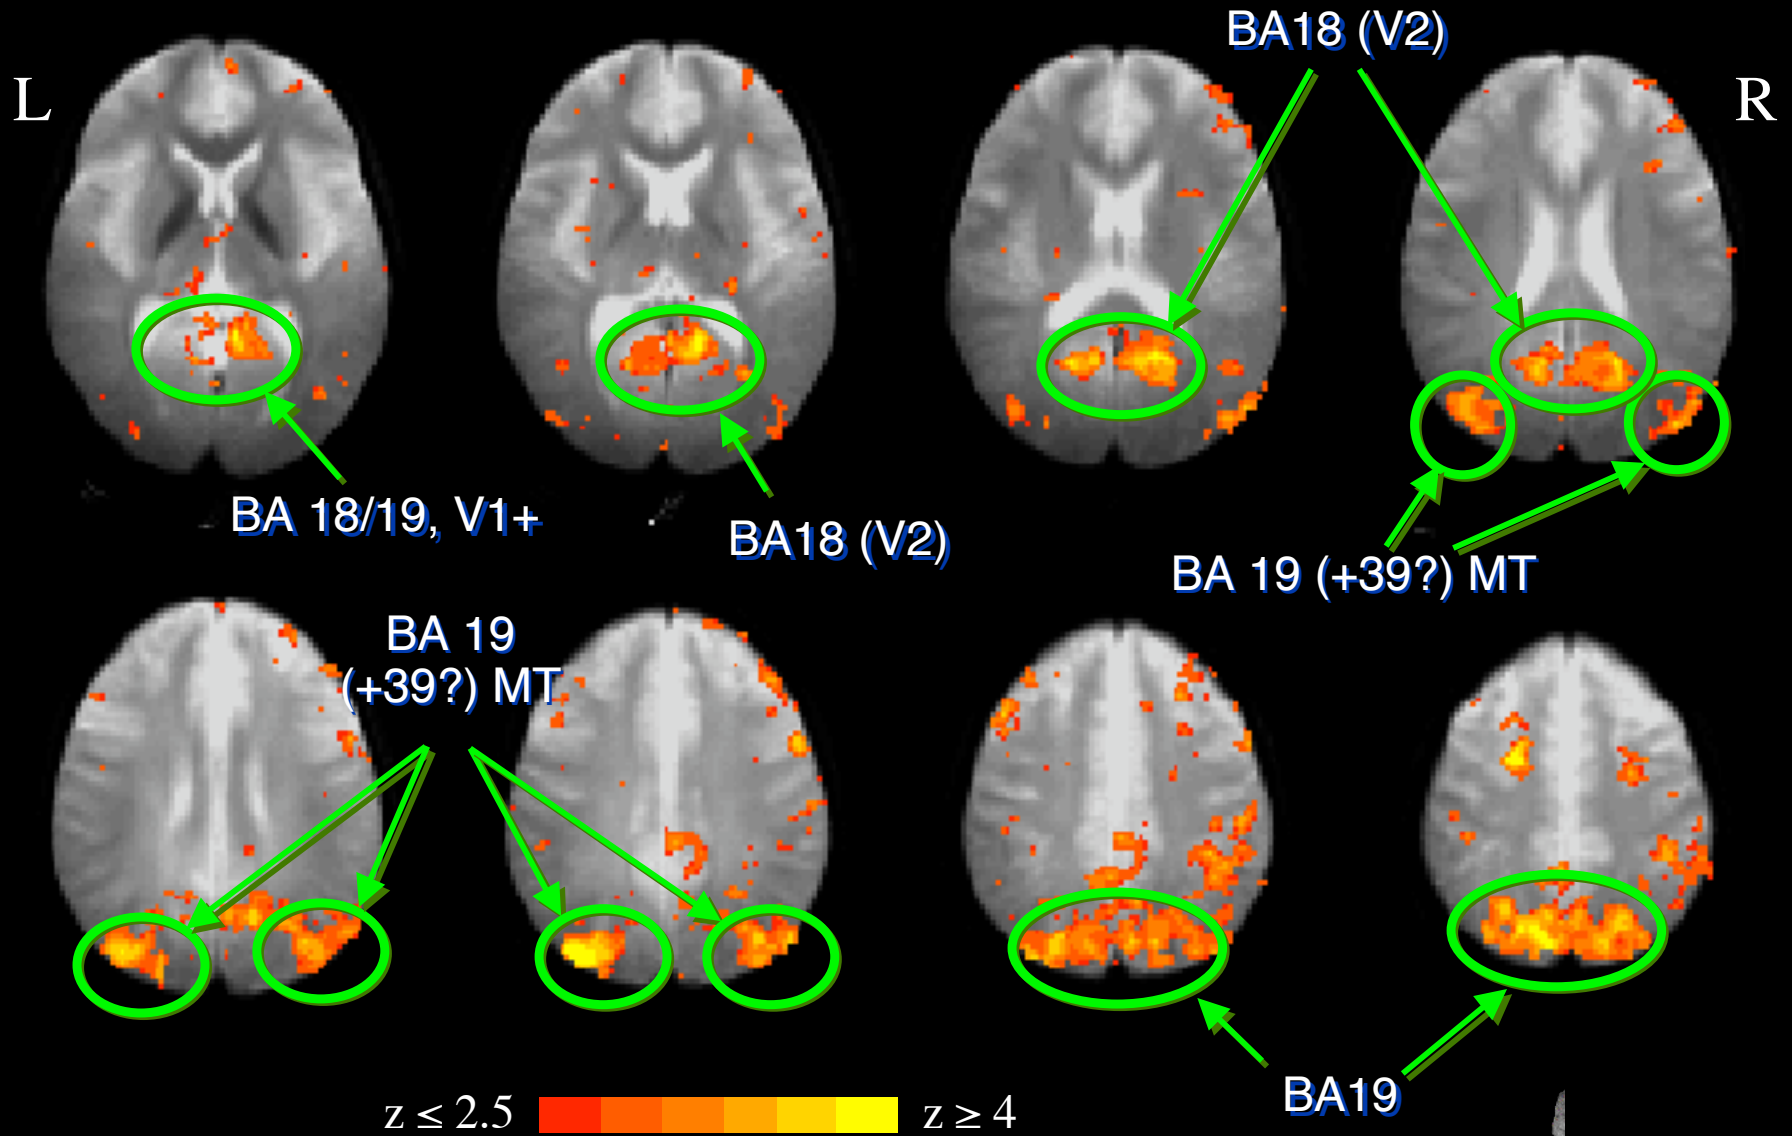 BA18 (V2)
L
R
BA 18/19, V1+
BA18 (V2)
BA 19 (+39?) MT
BA 19
(+39?) MT
BA19
z ≤ 2.5
z ≥ 4